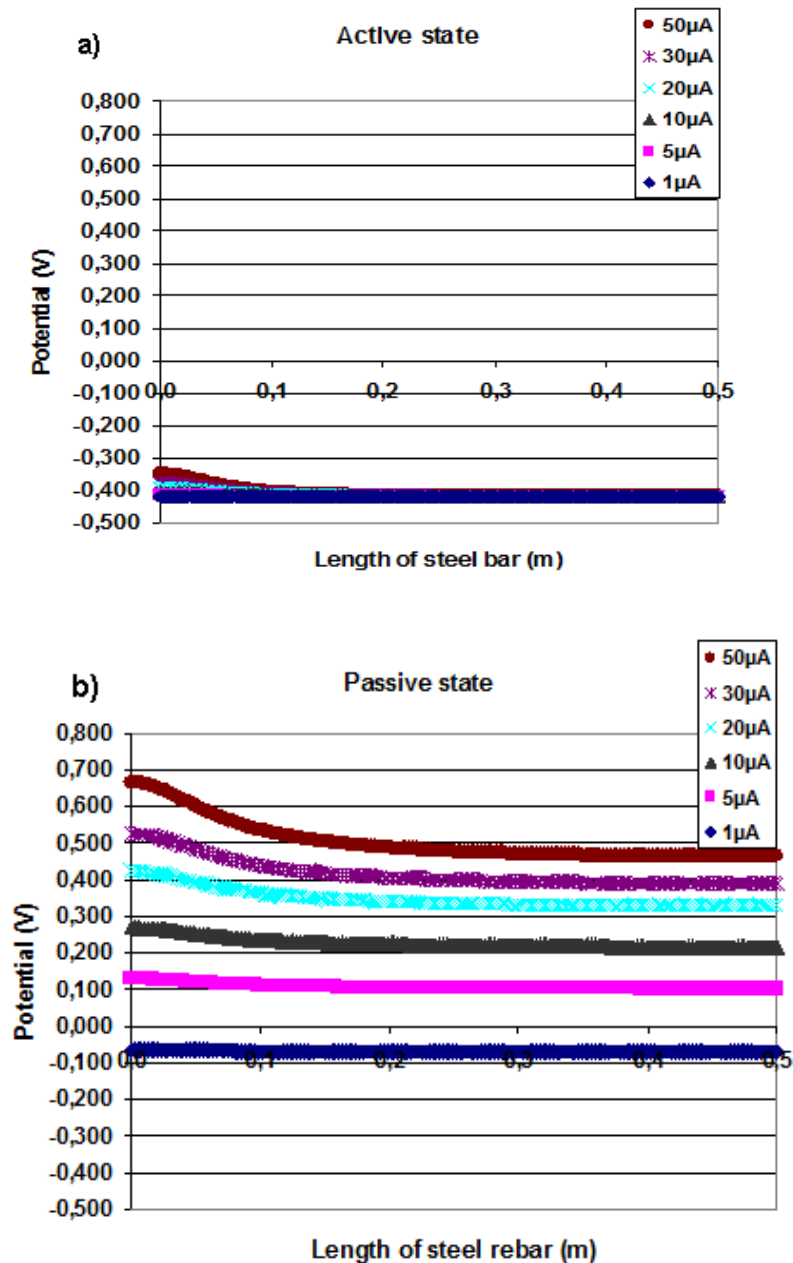 a)
Active state
50µA
30µA
20µA
10µA
5µA
1µA
0,800
0,700
0,600
0,500
0,400
0,300
0,200
0,100
0,000
-0,100
-0,200
-0,300
-0,400
-0,500
0,0 0,1 0,2 0,3 0,4 0,5
Potential (V)
Length of steel bar (m)
b)
Passive state
50µA
30µA
20µA
10µA
5µA
1µA
0,800
0,700
0,600
0,500
0,400
0,300
0,200
0,100
0,000
-0,100
-0,200
-0,300
-0,400
-0,500
0,0 0,1 0,2 0,3 0,4 0,5
Potential (V)
Length of steel rebar (m)